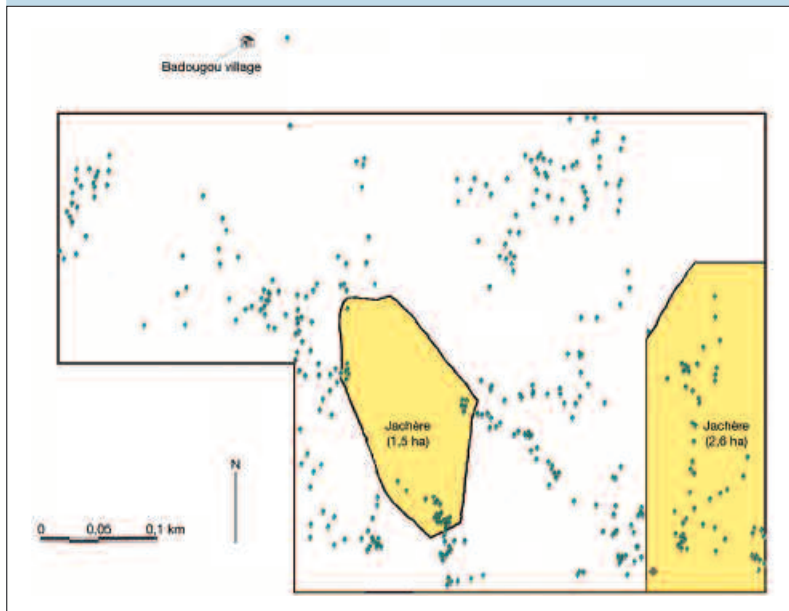 Badougou village
Jachère
(1,5 ha)
Jachère
(2,6 ha)
N
0 0,05 0,1 km